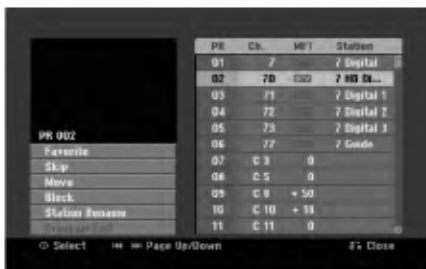 PR Ch. MFT Station
01 7 7 Digital
02 70 7 HD Di...
03 71 7 Digital 1
04 72 7 Digital 2
05 73 7 Digital 3
06 77 7 Guide
07 C 3 0
08 C 5 0
09 C 8 + 50
10 C 10 + 18
11 C 11 0
PR 002
Favorite
Skip
Move
Block
Station Rename
Select
Page Up/Down
Close